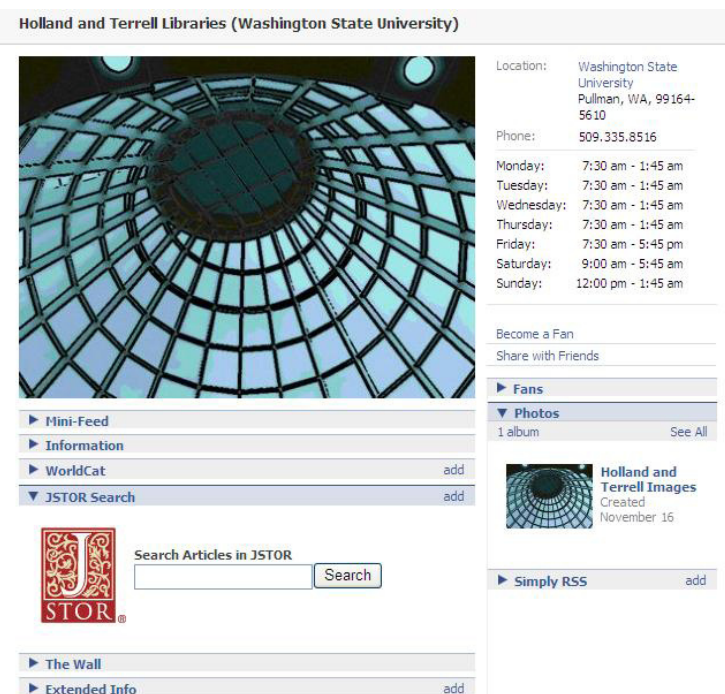 Holland and Terrell Libraries (Washington State University)
Location: Washington State
University
Pullman, WA, 99164-
5610
Phone: 509.335.8516
Monday: 7:30 am - 1:45 am
Tuesday: 7:30 am - 1:45 am
Wednesday: 7:30 am - 1:45 am
Thursday: 7:30 am - 1:45 am
Friday: 7:30 am - 5:45 pm
Saturday: 9:00 am - 5:45 am
Sunday: 12:00 pm - 1:45 am
Become a Fan
Share with Friends
Fans
Photos
1 album See All
Holland and
Terrell Images
Created
November 16
Simply RSS add
Mini-Feed
Information
WorldCat add
JSTOR Search add
J
STOR®
Search Articles in JSTOR
Search
The Wall
Extended Info add